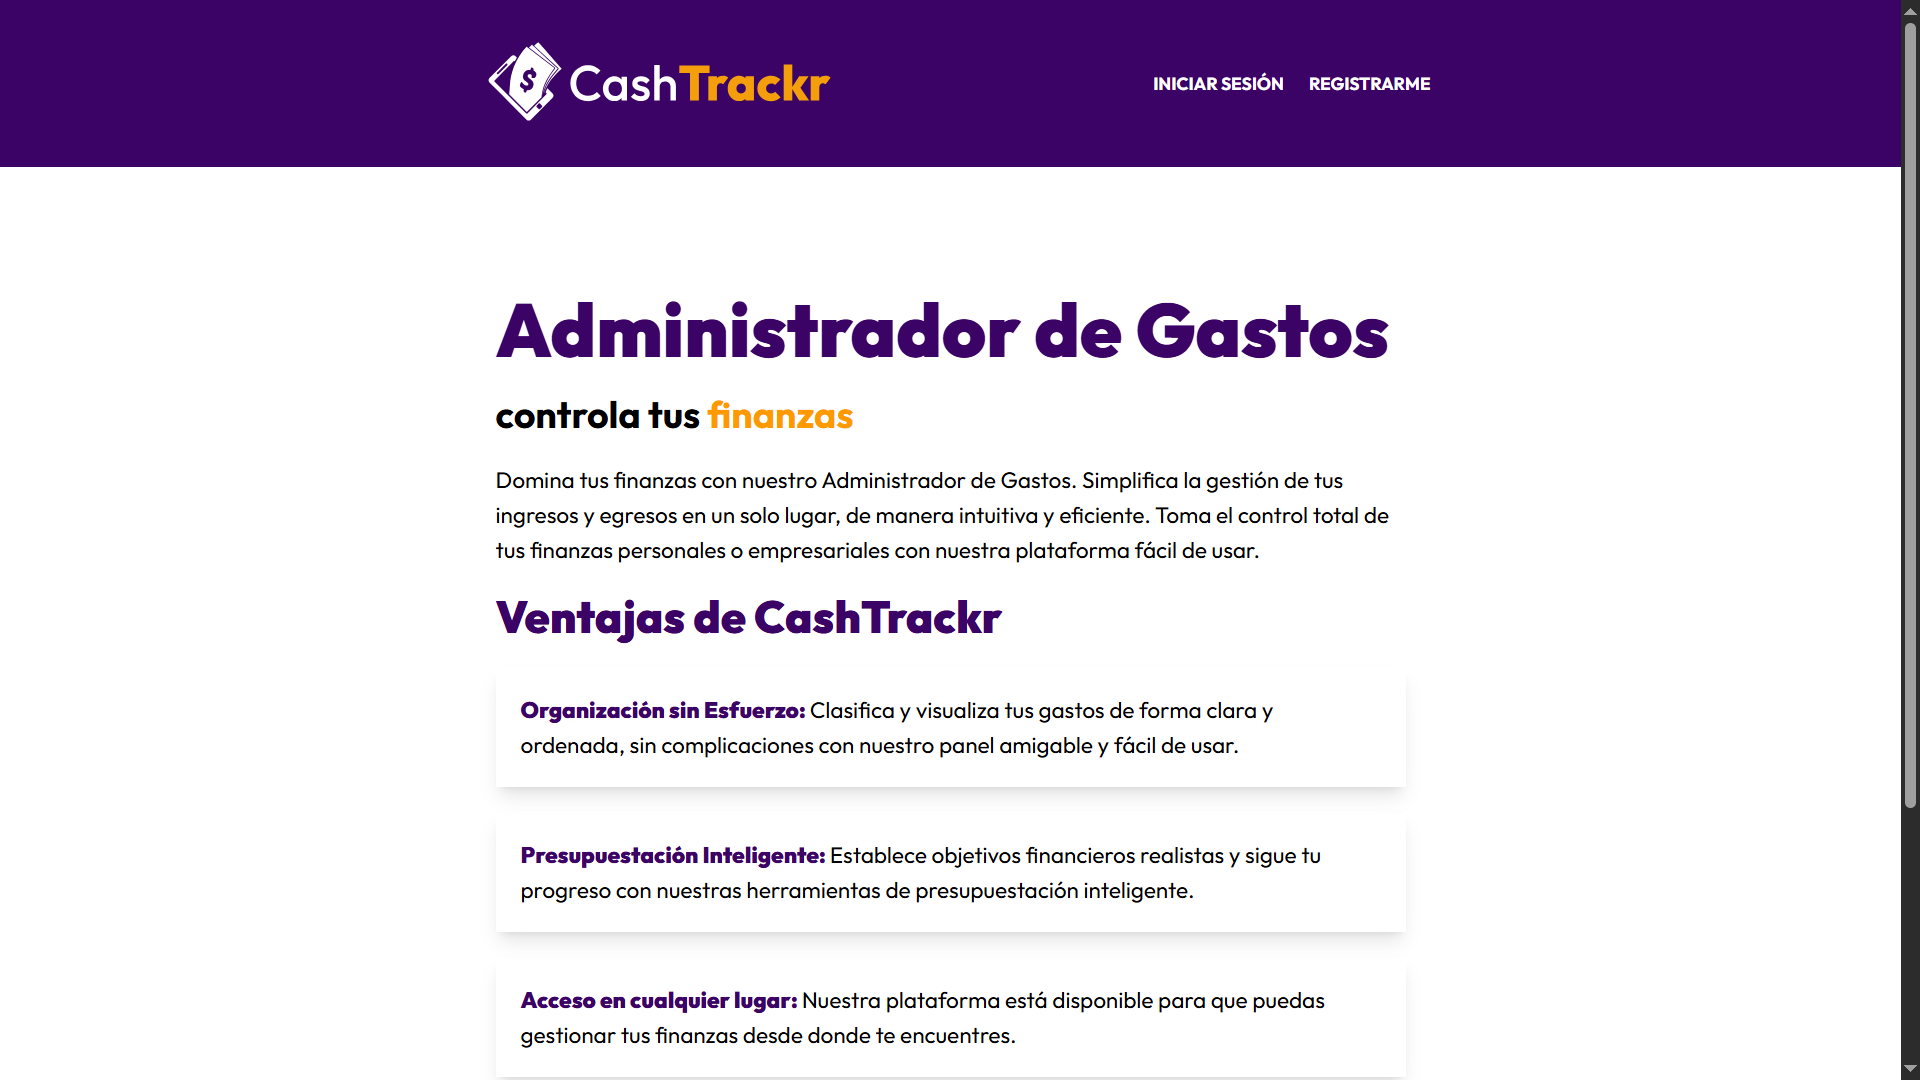 CashTrackr
INICIAR SESIÓN REGISTRARME
Administrador de Gastos
controla tus finanzas
Domina tus finanzas con nuestro Administrador de Gastos. Simplifica la gestión de tus
ingresos y egresos en un solo lugar, de manera intuitiva y eficiente. Toma el control total de
tus finanzas personales o empresariales con nuestra plataforma fácil de usar.
Ventajas de CashTrackr
Organización sin Esfuerzo: Clasifica y visualiza tus gastos de forma clara y
ordenada, sin complicaciones con nuestro panel amigable y fácil de usar.
Presupuestación Inteligente: Establece objetivos financieros realistas y sigue tu
progreso con nuestras herramientas de presupuestación inteligente.
Acceso en cualquier lugar: Nuestra plataforma está disponible para que puedas
gestionar tus finanzas desde donde te encuentres.